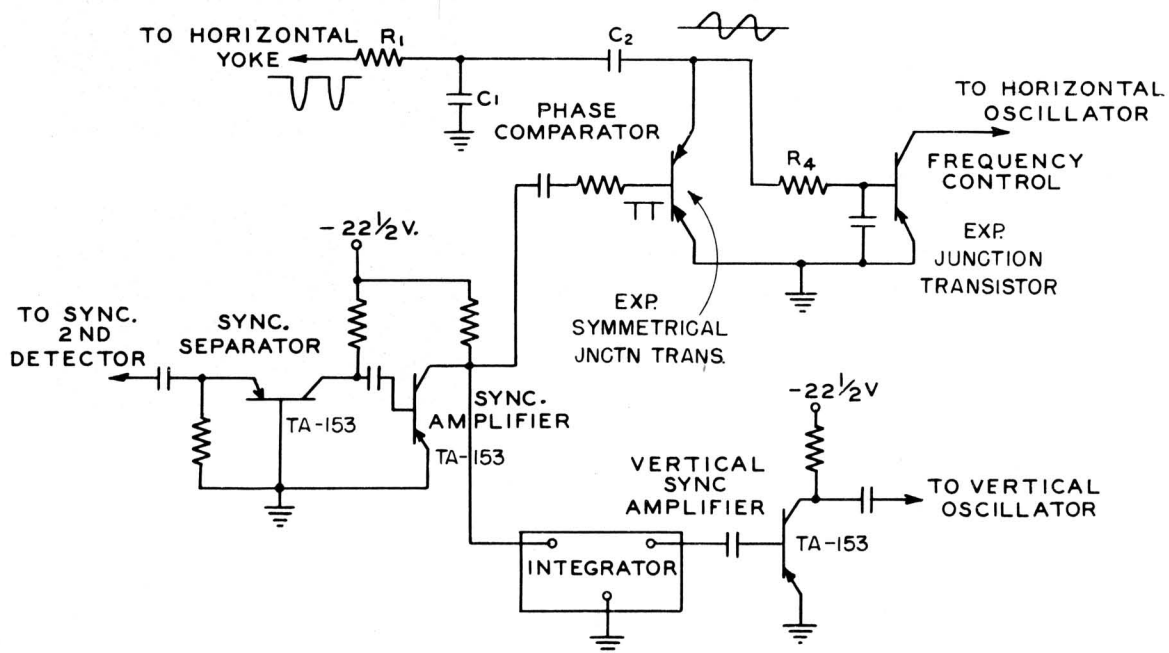 TO HORIZONTAL
YOKE
R1
C2
C1
PHASE
COMPARATOR
TO HORIZONTAL
OSCILLATOR
R4
FREQUENCY
CONTROL
EXP.
JUNCTION
TRANSISTOR
-22½V.
EXP.
SYMMETRICAL
JNCTN TRANS.
TO SYNC.
2ND
DETECTOR
SYNC.
SEPARATOR
TA-153
SYNC.
AMPLIFIER
TA-153
-22½V
VERTICAL
SYNC
AMPLIFIER
TA-153
TO VERTICAL
OSCILLATOR
INTEGRATOR